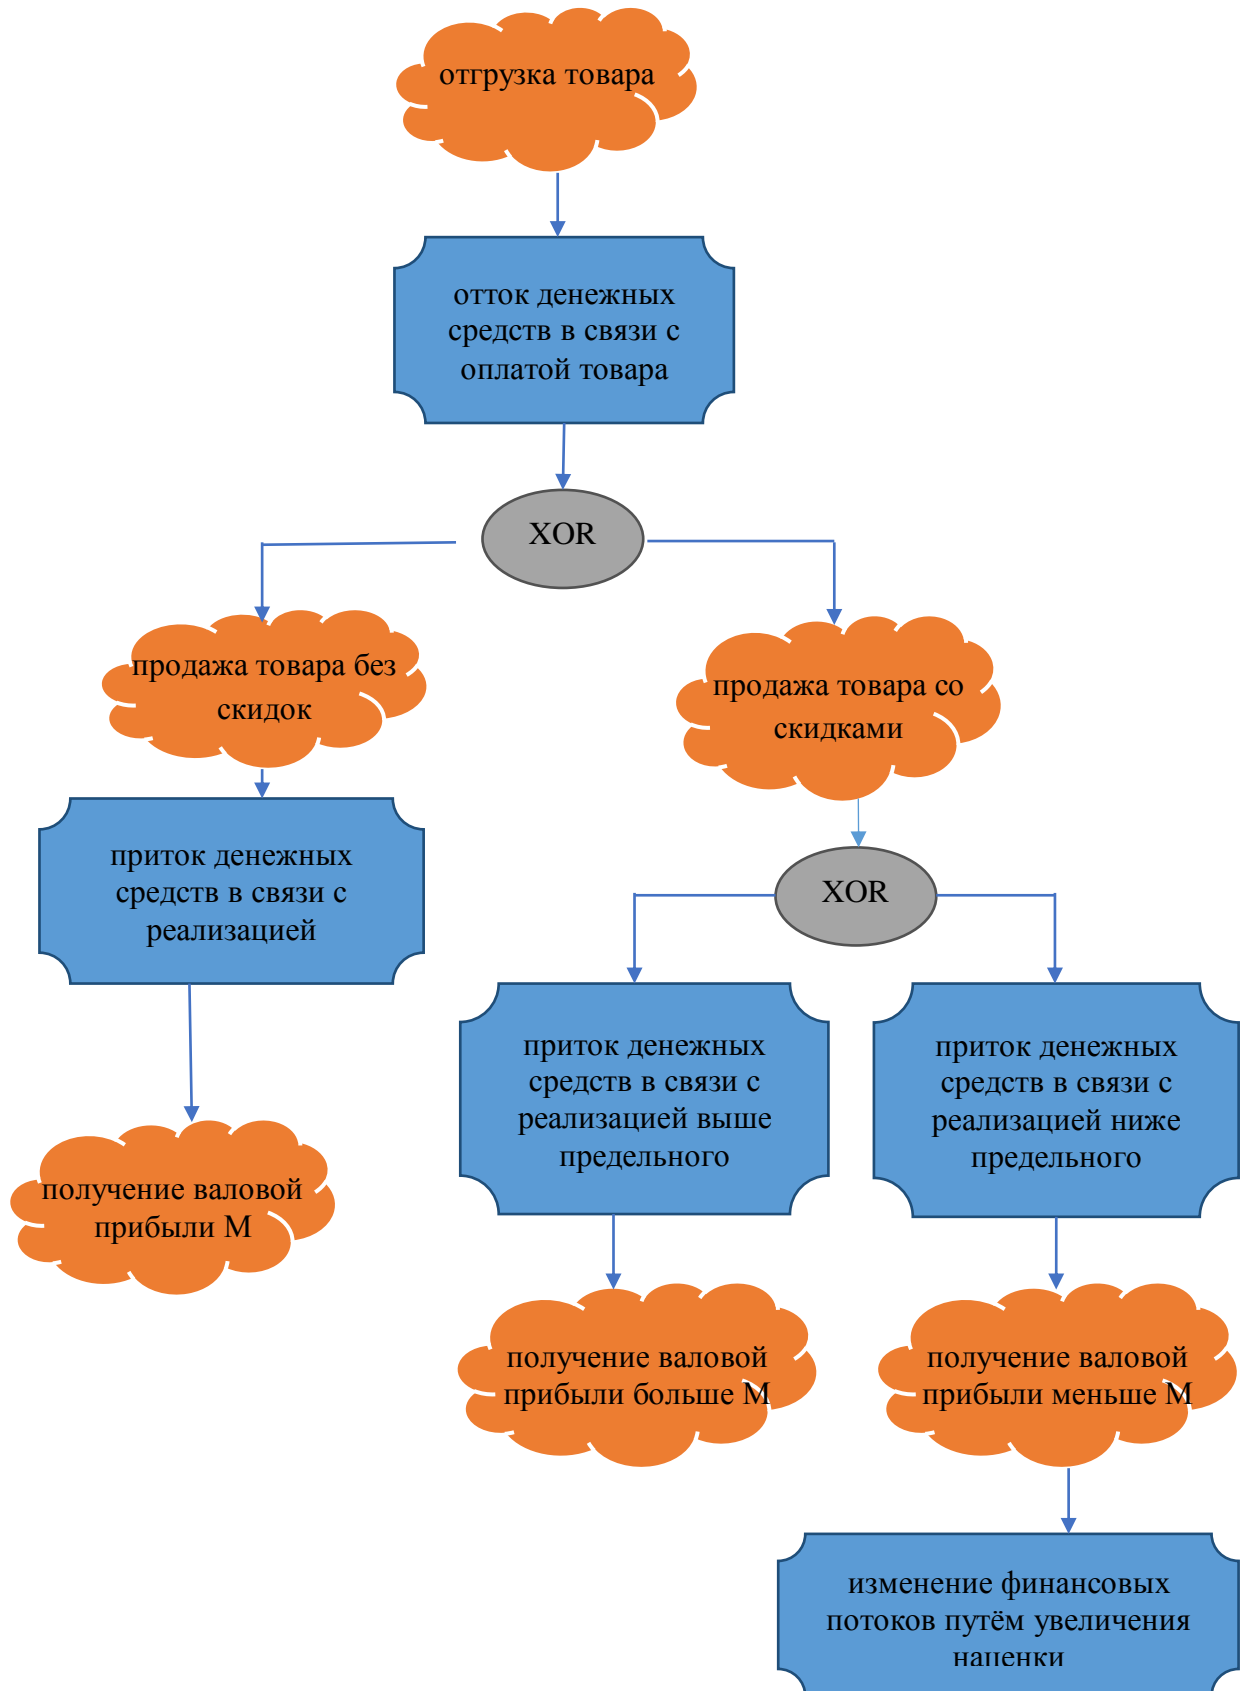 отгрузка товара
отток денежных
средств в связи с
оплатой товара
XOR
продажа товара без
скидок
продажа товара со
скидками
приток денежных
средств в связи с
реализацией
XOR
приток денежных
средств в связи с
реализацией выше
предельного
приток денежных
средств в связи с
реализацией ниже
предельного
получение валовой
прибыли М
получение валовой
прибыли больше М
получение валовой
прибыли меньше М
изменение финансовых
потоков путём увеличения
наценки